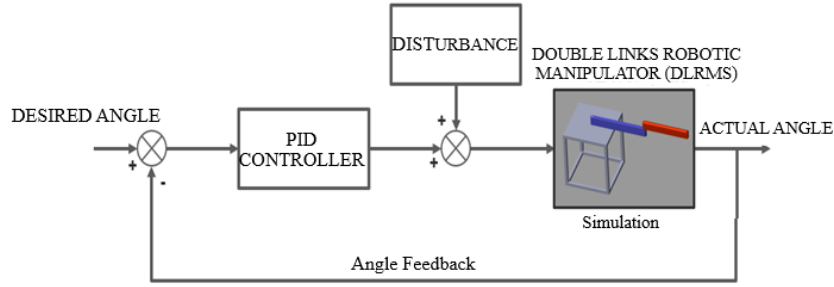 DISTURBANCE
DOUBLE LINKS ROBOTIC
MANIPULATOR (DLRMS)
DESIRED ANGLE
PID
CONTROLLER
ACTUAL ANGLE
+
+
+
-
Simulation
Angle Feedback